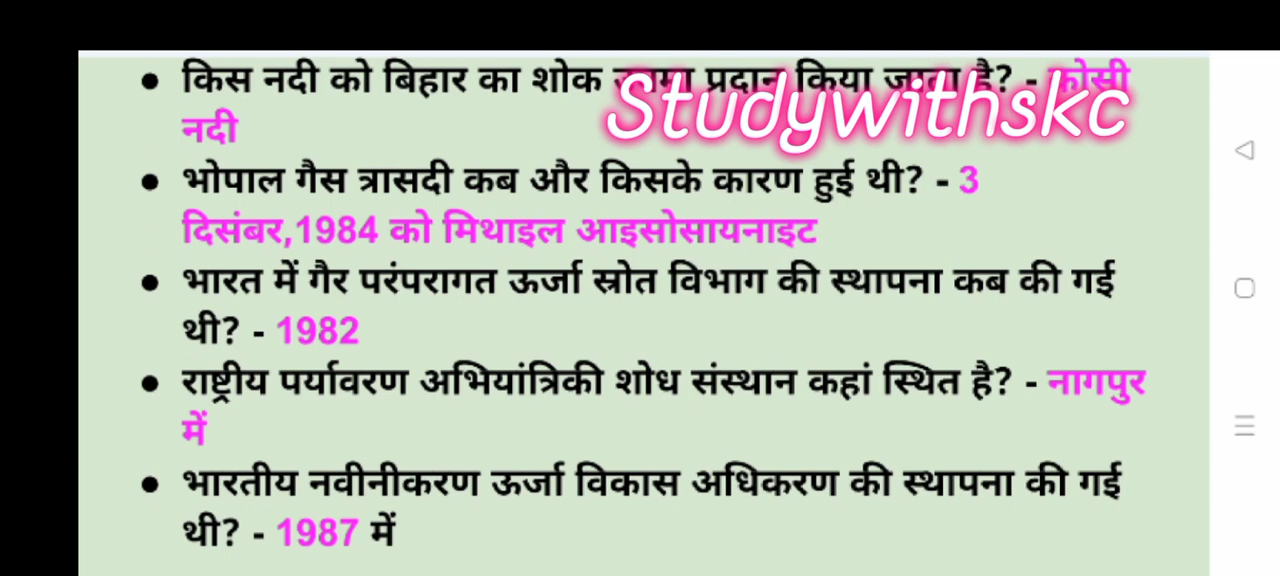 • किस नदी को बिहार का शोक प्रदान किया जाता है? - कोसी
Studywithskc
नदी
• भोपाल गैस त्रासदी कब और किसके कारण हुई थी? - 3
दिसंबर,1984 को मिथाइल आइसोसायनाइट
• भारत में गैर परंपरागत ऊर्जा स्रोत विभाग की स्थापना कब की गई
थी? - 1982
• राष्ट्रीय पर्यावरण अभियांत्रिकी शोध संस्थान कहां स्थित है? - नागपुर
में
• भारतीय नवीनीकरण ऊर्जा विकास अधिकरण की स्थापना की गई
थी? - 1987 में